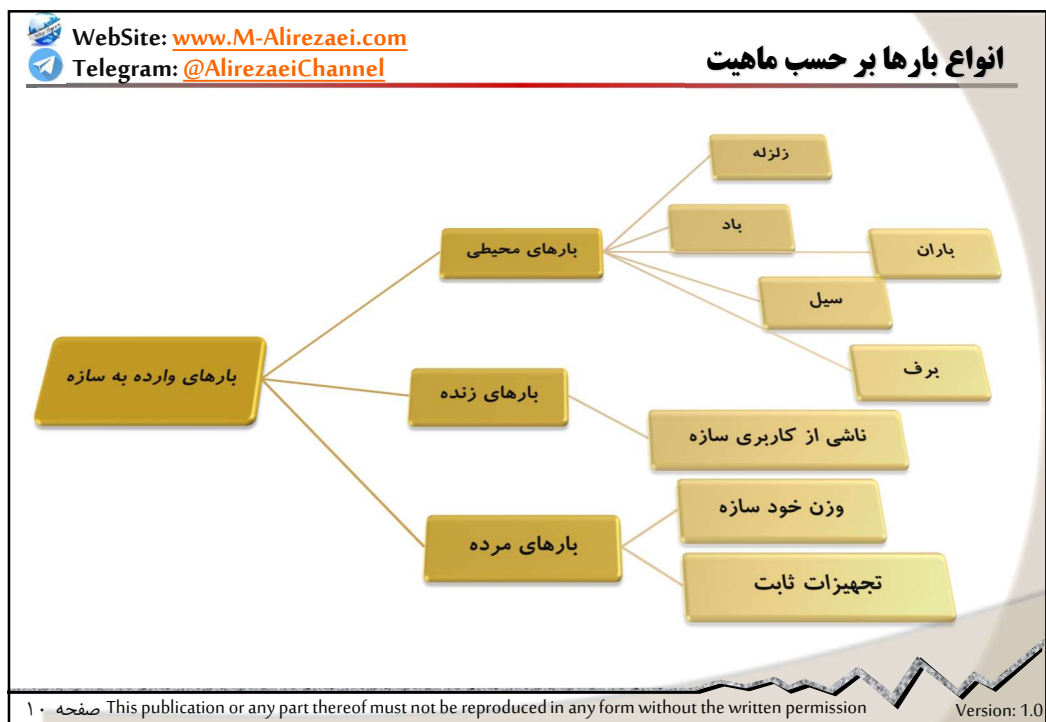 WebSite: www.M-Alirezaei.com
Telegram: @AlirezaeiChannel
انواع بارها بر حسب ماهیت
زلزله
باد
بارهای محیطی
باران
سیل
برف
بارهای وارده به سازه
بارهای زنده
ناشی از کاربری سازه
وزن خود سازه
بارهای مرده
تجهیزات ثابت
صفحه ۱۰
This publication or any part thereof must not be reproduced in any form without the written permission
Version: 1.0